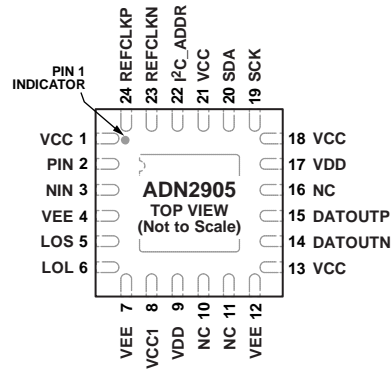 PIN 1
INDICATOR
24 REFCLKP
23 REFCLKN
22 I²C_ADDR
21 VCC
20 SDA
19 SCK
VCC 1
PIN 2
NIN 3
VEE 4
LOS 5
LOL 6
ADN2905
TOP VIEW
(Not to Scale)
18 VCC
17 VDD
16 NC
15 DATOUTP
14 DATOUTN
13 VCC
VEE 7
VCC1 8
VDD 9
NC 10
NC 11
VEE 12